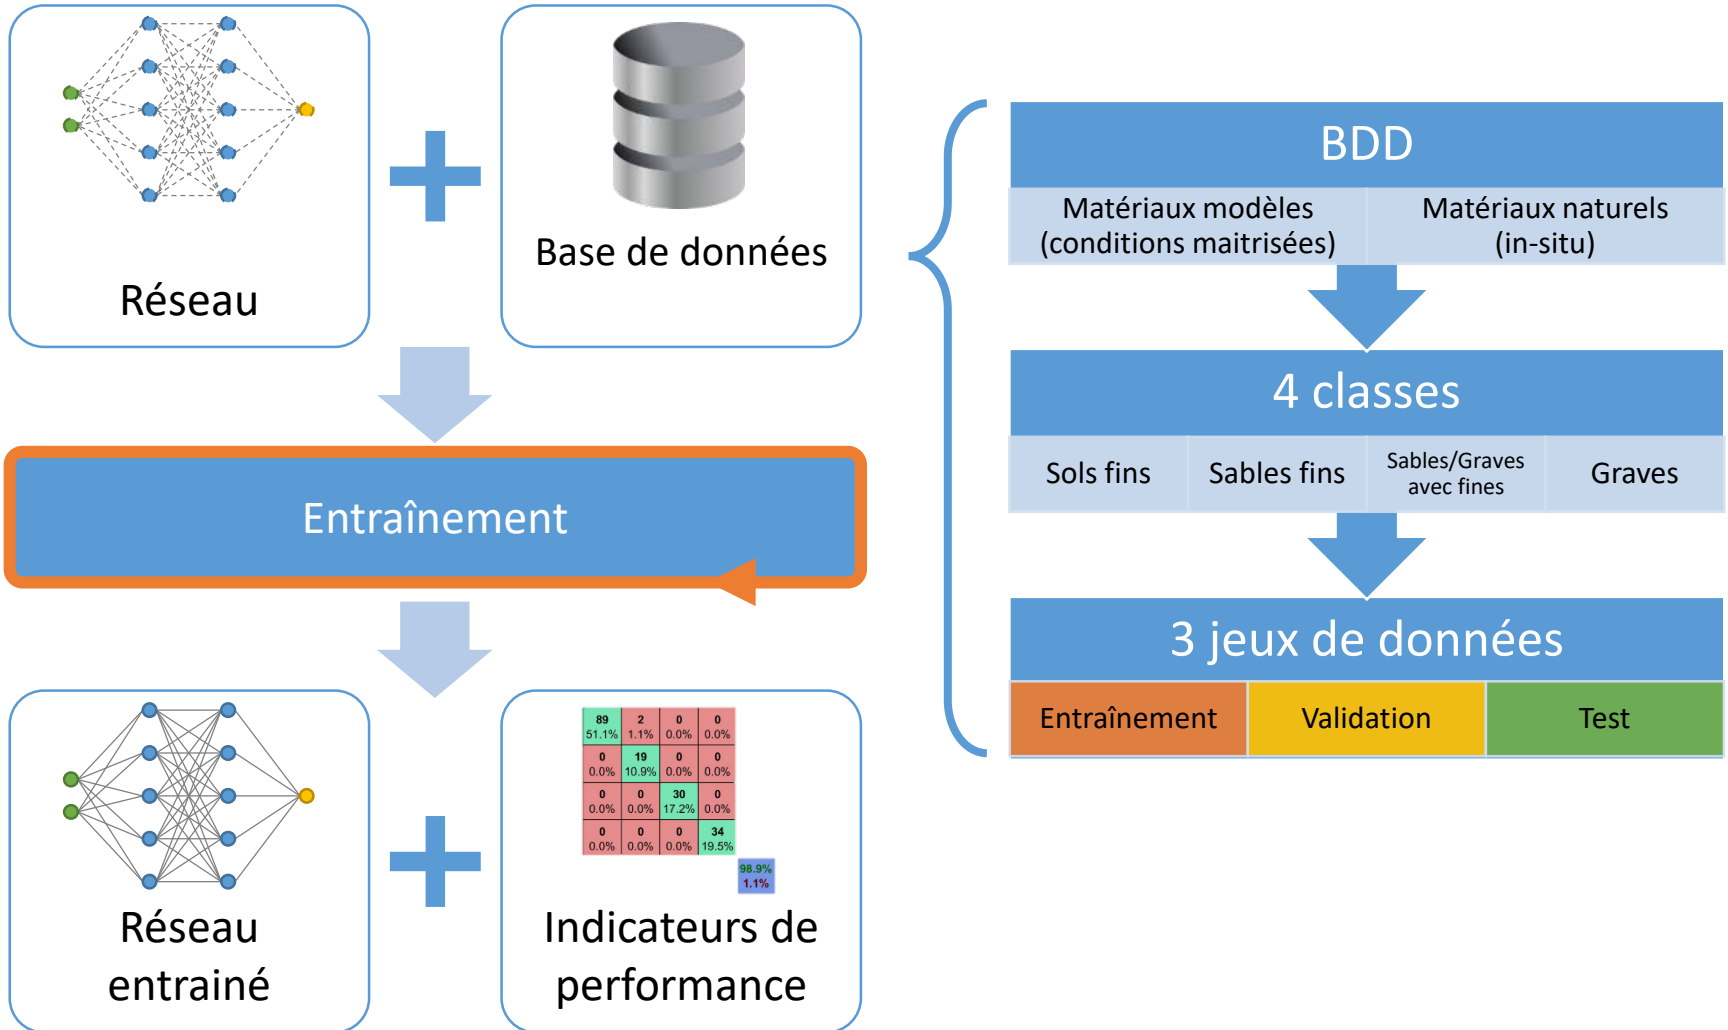 Réseau
Base de données
Entraînement
Réseau
entrainé
89 2 0 0
51.1% 1.1% 0.0% 0.0%
0 19 0 0
0.0% 10.9% 0.0% 0.0%
0 0 30 0
0.0% 0.0% 17.2% 0.0%
0 0 0 34
0.0% 0.0% 0.0% 19.5%
98.9%
1.1%
Indicateurs de
performance
BDD
Matériaux modèles
(conditions maitrisées)
Matériaux naturels
(in-situ)
4 classes
Sols fins
Sables fins
Sables/Graves
avec fines
Graves
3 jeux de données
Entraînement
Validation
Test